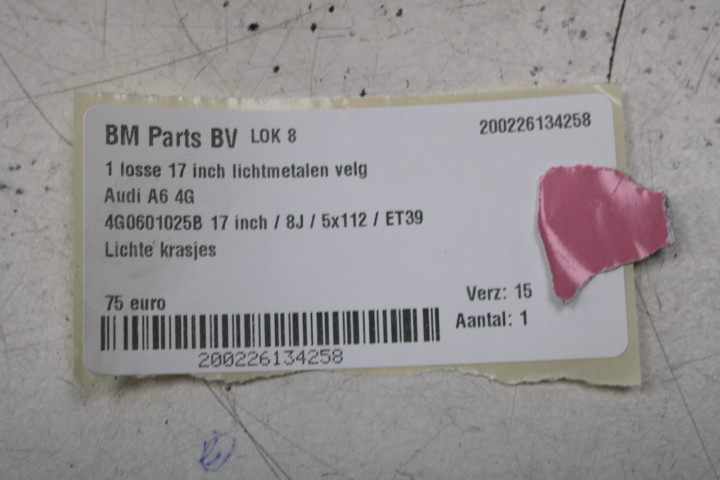 BM Parts BV LOK 8 200226134258
1 losse 17 inch lichtmetalen velg
Audi A6 4G
4G0601025B 17 inch / 8J / 5x112 / ET39
Lichte krasjes
75 euro Verz: 15
Aantal: 1
200226134258